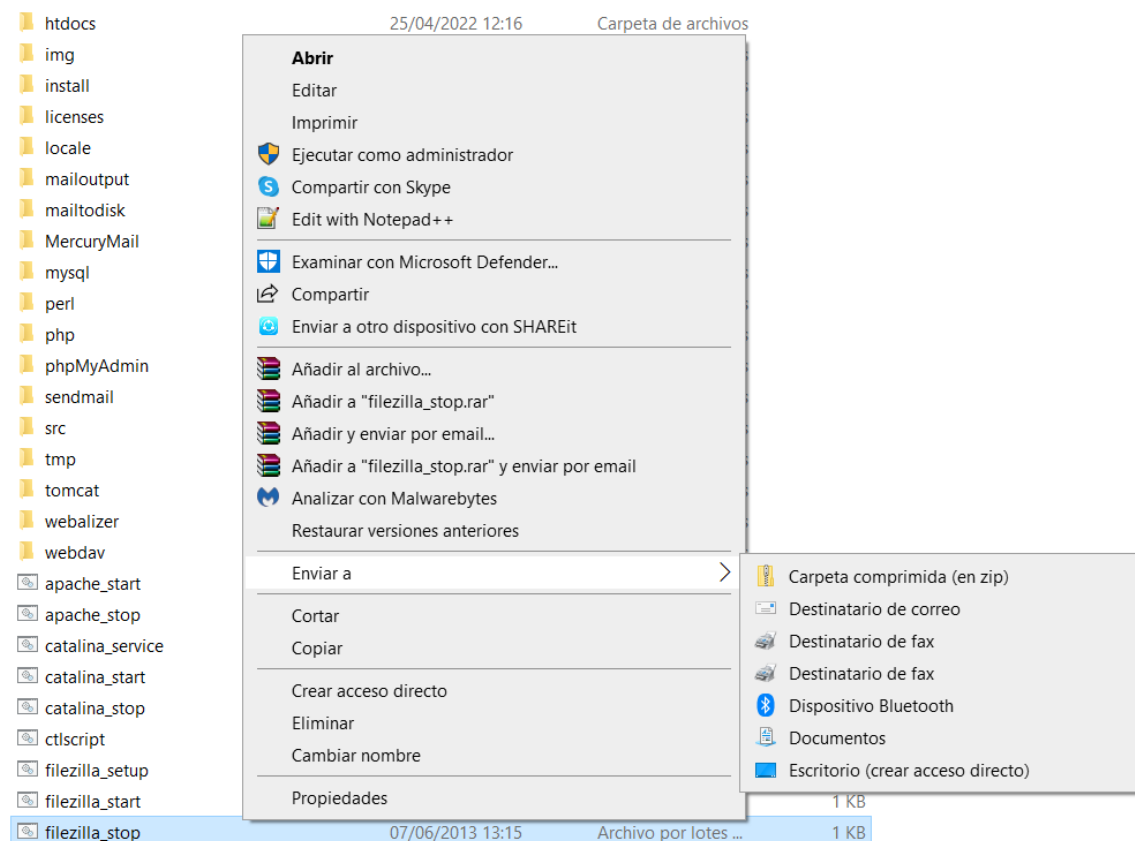 htdocs 25/04/2022 12:16 Carpeta de archivos
img
install
licenses
locale
mailoutput
mailtodisk
MercuryMail
mysql
perl
php
phpMyAdmin
sendmail
src
tmp
tomcat
webalizer
webdav
apache_start
apache_stop
catalina_service
catalina_start
catalina_stop
ctlscript
filezilla_setup
filezilla_start 1 KB
filezilla_stop 07/06/2013 13:15 Archivo por lotes ... 1 KB
Abrir
Editar
Imprimir
Ejecutar como administrador
Compartir con Skype
Edit with Notepad++
Examinar con Microsoft Defender...
Compartir
Enviar a otro dispositivo con SHAREit
Añadir al archivo...
Añadir a "filezilla_stop.rar"
Añadir y enviar por email...
Añadir a "filezilla_stop.rar" y enviar por email
Analizar con Malwarebytes
Restaurar versiones anteriores
Enviar a
Cortar
Copiar
Crear acceso directo
Eliminar
Cambiar nombre
Propiedades
Carpeta comprimida (en zip)
Destinatario de correo
Destinatario de fax
Destinatario de fax
Dispositivo Bluetooth
Documentos
Escritorio (crear acceso directo)